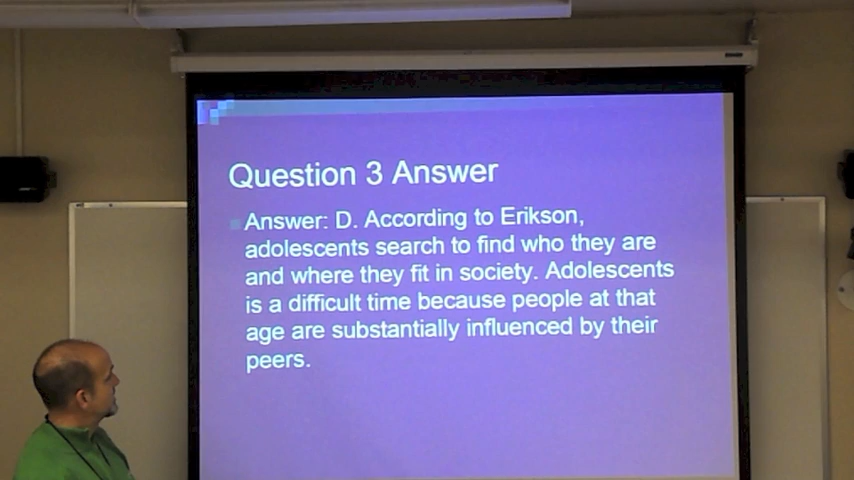 Question 3 Answer
Answer: D. According to Erikson,
adolescents search to find who they are
and where they fit in society. Adolescents
is a difficult time because people at that
age are substantially influenced by their
peers.